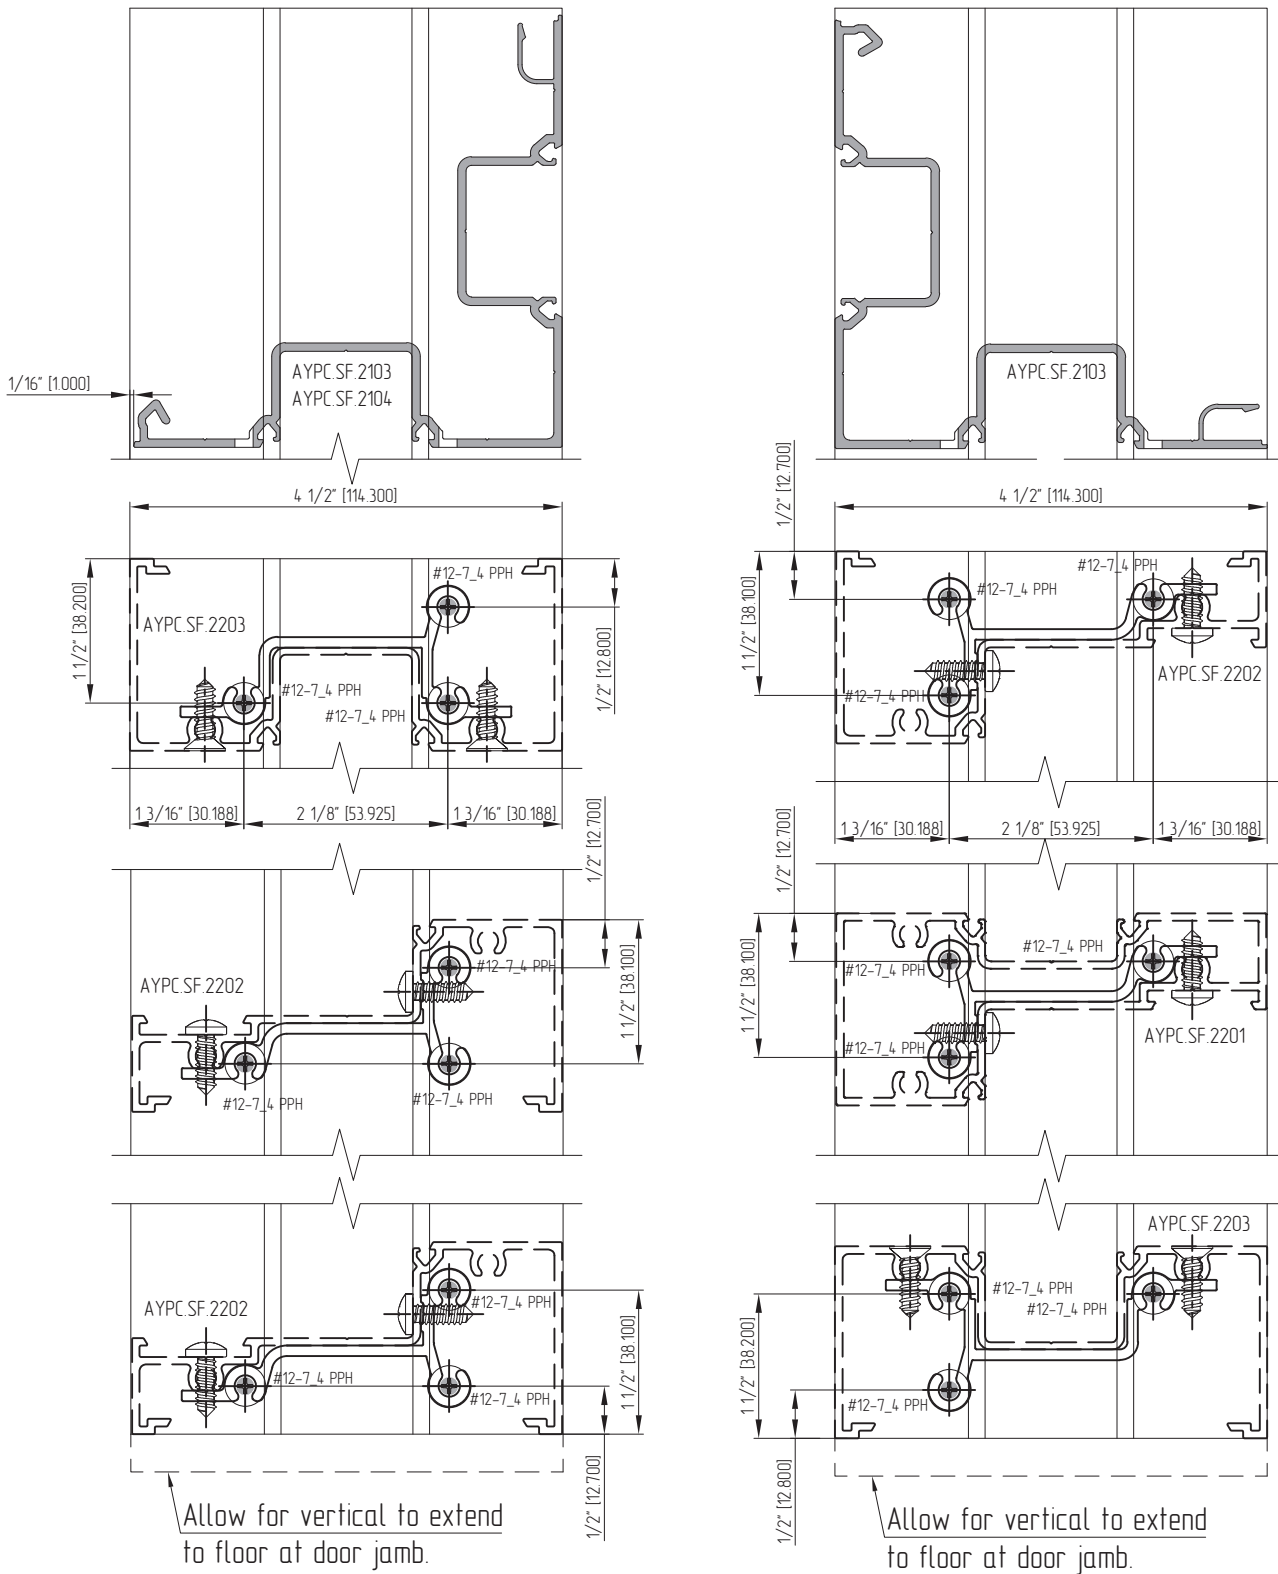 AYPC.SF.2103
AYPC.SF.2104
1/16" [1.000]
4 1/2" [114.300]
#12-7_4 PPH
1 1/2" [38.200]
AYPC.SF.2203
1/2" [12.800]
#12-7_4 PPH
#12-7_4 PPH
1 3/16" [30.188]
2 1/8" [53.925]
1 3/16" [30.188]
1/2" [12.700]
#12-7_4 PPH
AYPC.SF.2202
1 1/2" [38.100]
#12-7_4 PPH
#12-7_4 PPH
AYPC.SF.2202
#12-7_4 PPH
1 1/2" [38.100]
#12-7_4 PPH
#12-7_4 PPH
1/2" [12.700]
Allow for vertical to extend
to floor at door jamb.
AYPC.SF.2103
1/2" [12.700]
4 1/2" [114.300]
#12-7_4 PPH
#12-7_4 PPH
1 1/2" [38.100]
AYPC.SF.2202
#12-7_4 PPH
1 3/16" [30.188]
2 1/8" [53.925]
1 3/16" [30.188]
1/2" [12.700]
#12-7_4 PPH
#12-7_4 PPH
1 1/2" [38.100]
AYPC.SF.2201
#12-7_4 PPH
AYPC.SF.2203
#12-7_4 PPH
#12-7_4 PPH
1 1/2" [38.200]
#12-7_4 PPH
1/2" [12.800]
Allow for vertical to extend
to floor at door jamb.